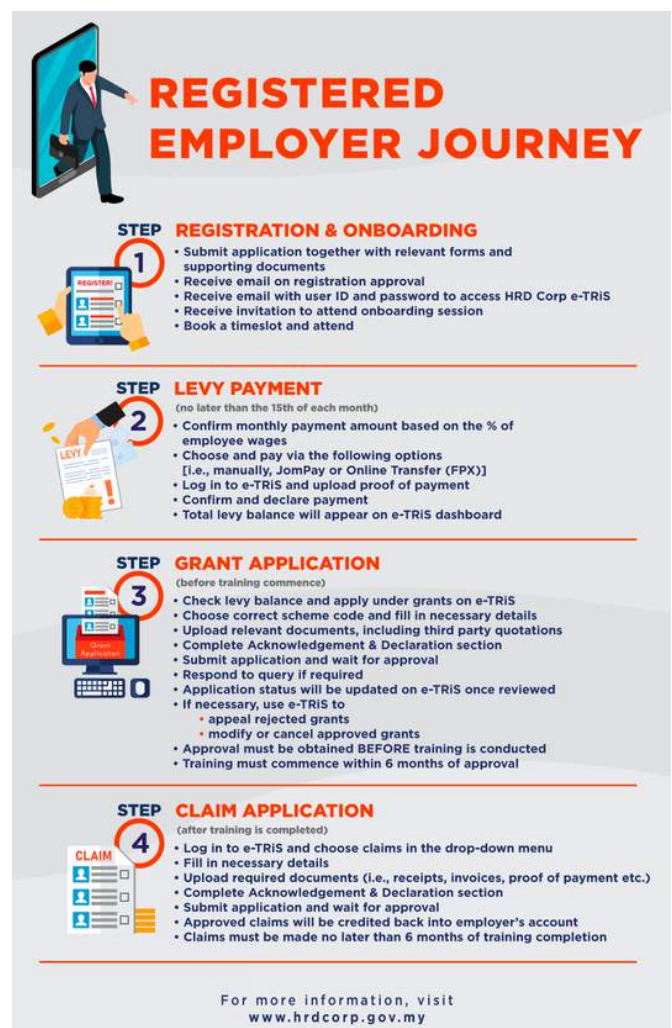 REGISTERED
EMPLOYER JOURNEY
STEP
1
REGISTER!
REGISTRATION & ONBOARDING
• Submit application together with relevant forms and
supporting documents
• Receive email on registration approval
• Receive email with user ID and password to access HRD Corp e-TRiS
• Receive invitation to attend onboarding session
• Book a timeslot and attend
STEP
2
LEVY
LEVY PAYMENT
(no later than the 15th of each month)
• Confirm monthly payment amount based on the % of
employee wages
• Choose and pay via the following options
[i.e., manually, JomPay or Online Transfer (FPX)]
• Log in to e-TRiS and upload proof of payment
• Confirm and declare payment
• Total levy balance will appear on e-TRiS dashboard
STEP
3
Grant
Application
GRANT APPLICATION
(before training commence)
• Check levy balance and apply under grants on e-TRiS
• Choose correct scheme code and fill in necessary details
• Upload relevant documents, including third party quotations
• Complete Acknowledgement & Declaration section
• Submit application and wait for approval
• Respond to query if required
• Application status will be updated on e-TRiS once reviewed
• If necessary, use e-TRiS to
• appeal rejected grants
• modify or cancel approved grants
• Approval must be obtained BEFORE training is conducted
• Training must commence within 6 months of approval
STEP
4
CLAIM
CLAIM APPLICATION
(after training is completed)
• Log in to e-TRiS and choose claims in the drop-down menu
• Fill in necessary details
• Upload required documents (i.e., receipts, invoices, proof of payment etc.)
• Complete Acknowledgement & Declaration section
• Submit application and wait for approval
• Approved claims will be credited back into employer's account
• Claims must be made no later than 6 months of training completion
For more information, visit
www.hrdcorp.gov.my